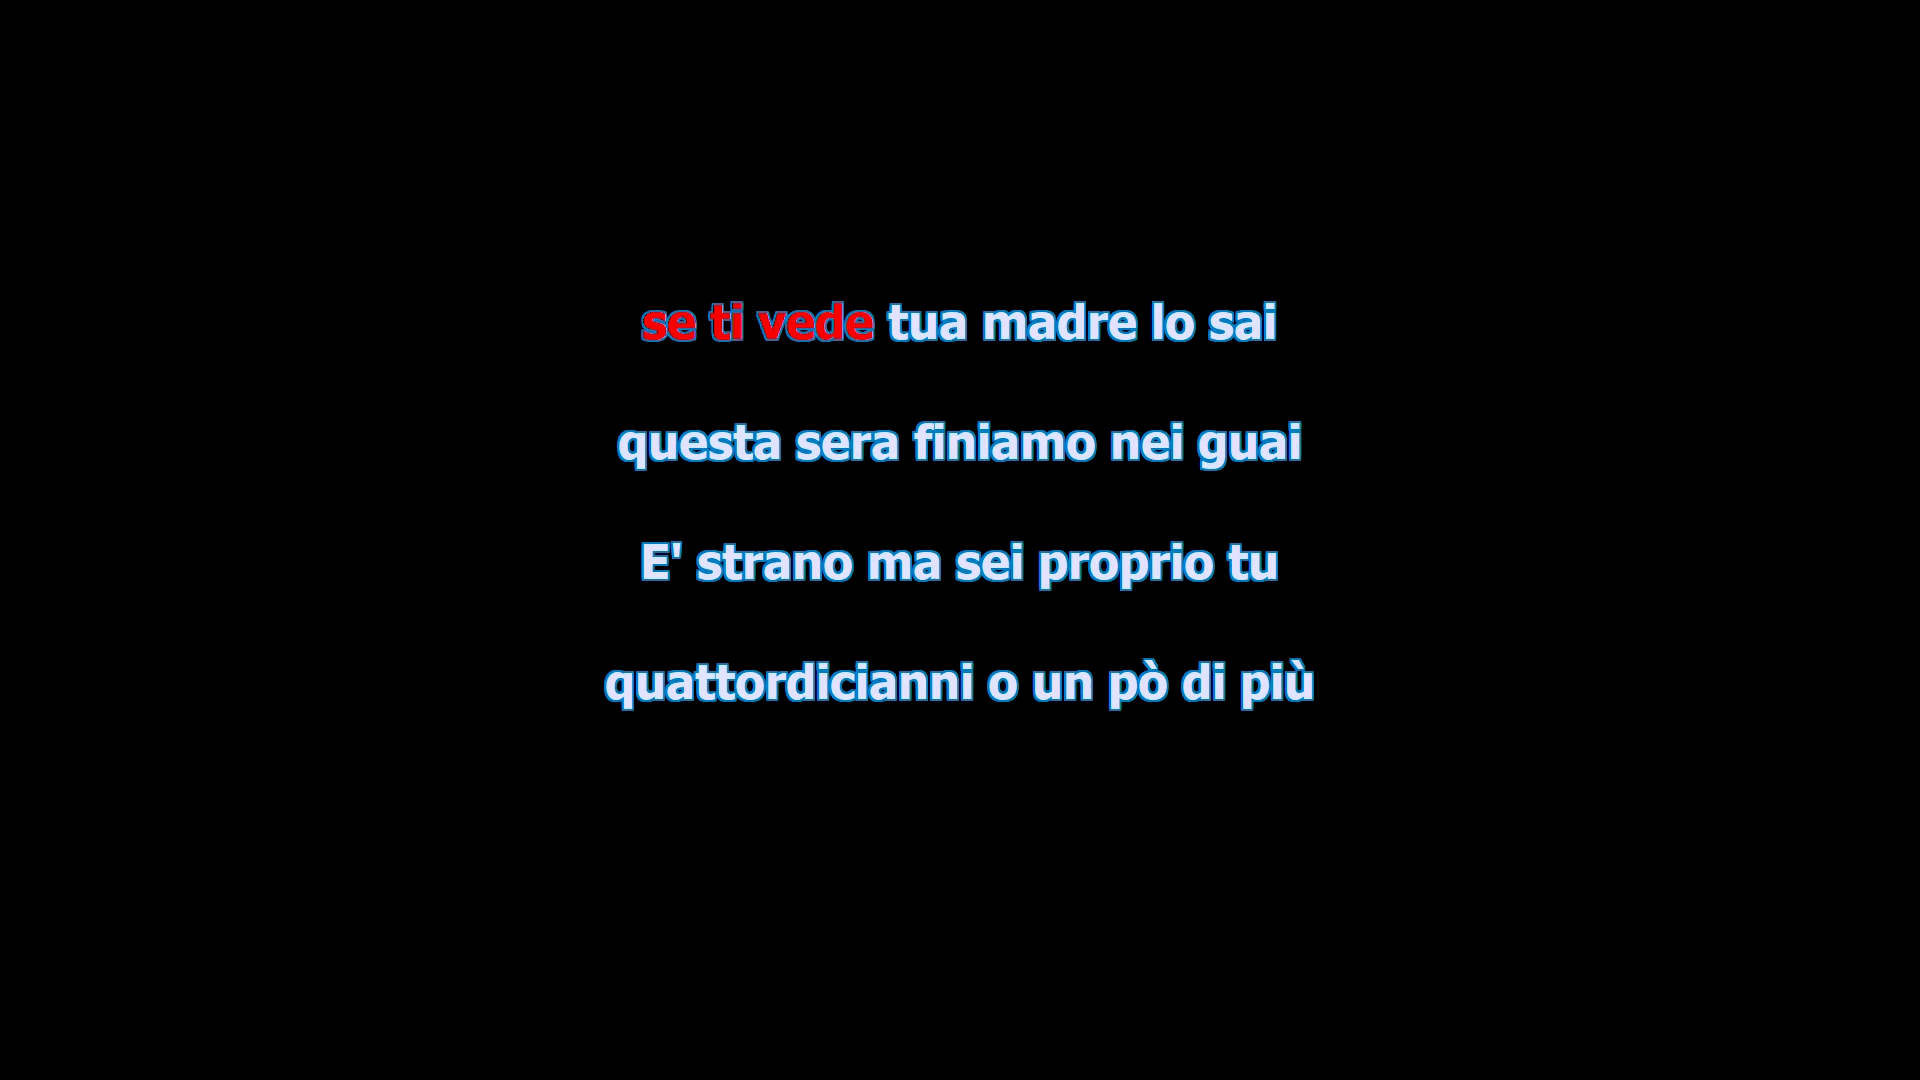 se ti vede tua madre lo sai
questa sera finiamo nei guai
E' strano ma sei proprio tu
quattordicianni o un pò di più